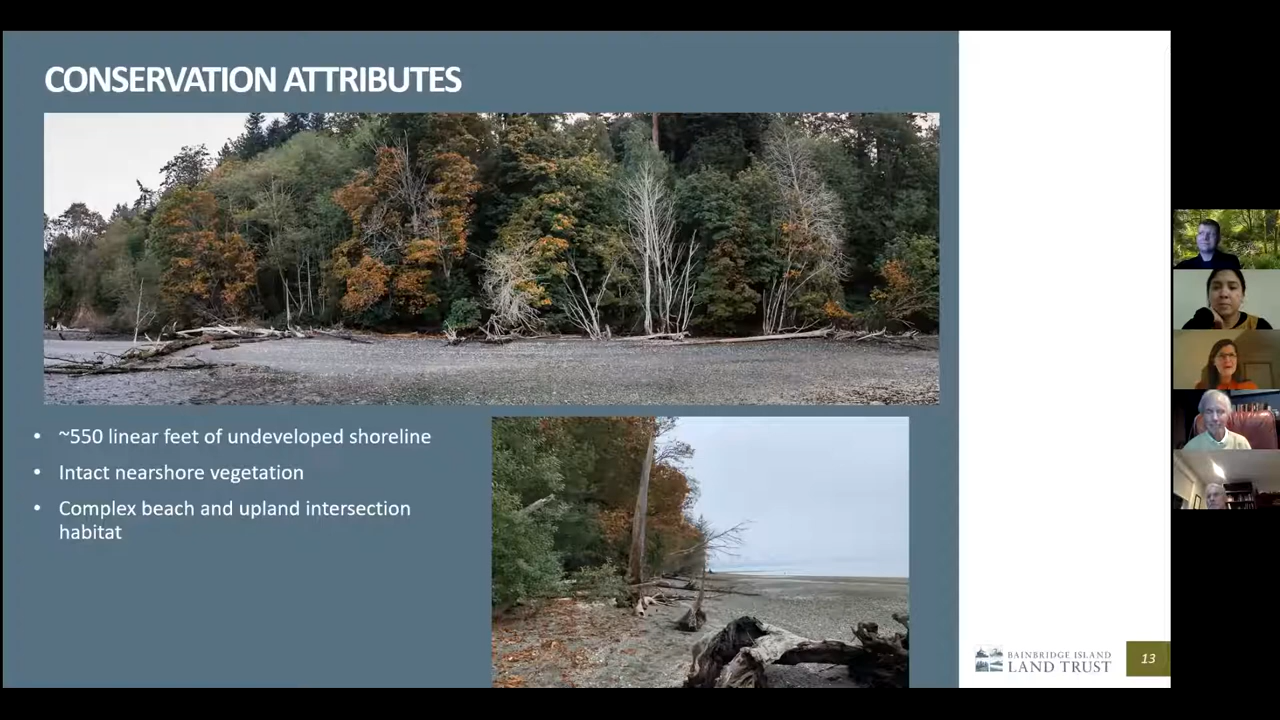 CONSERVATION ATTRIBUTES
• ~550 linear feet of undeveloped shoreline
• Intact nearshore vegetation
• Complex beach and upland intersection
habitat
BAINBRIDGE ISLAND
LAND TRUST
13